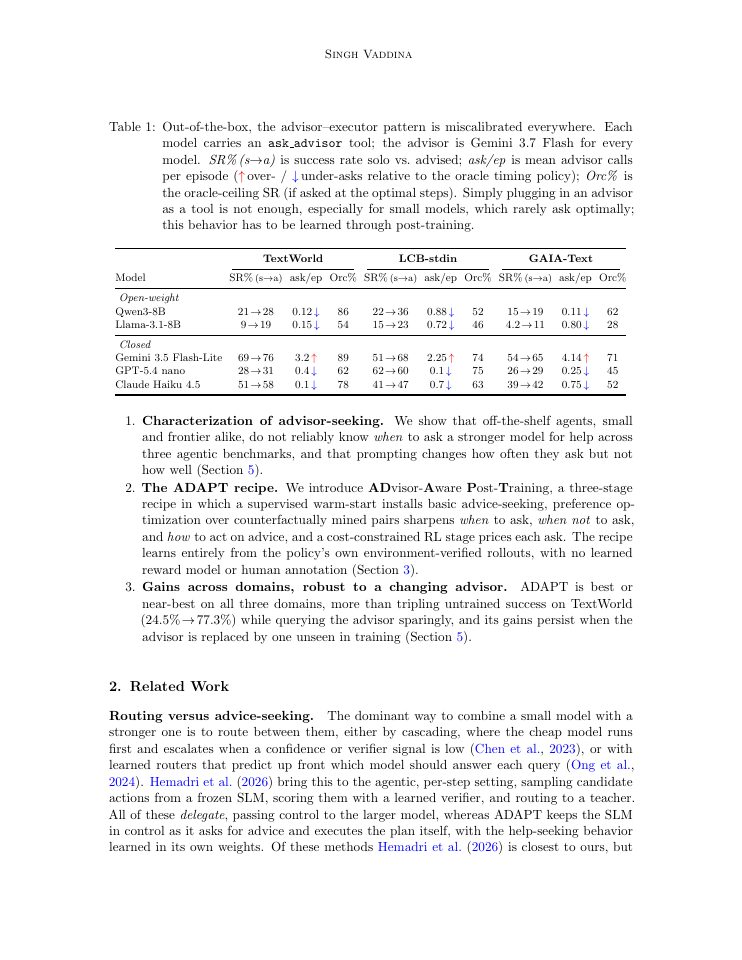 Singh Vaddina
Table 1: Out-of-the-box, the advisor–executor pattern is miscalibrated everywhere. Each
model carries an ask_advisor tool; the advisor is Gemini 3.7 Flash for every
model. SR% (s→a) is success rate solo vs. advised; ask/ep is mean advisor calls
per episode (↑over- / ↓under-asks relative to the oracle timing policy); Orc% is
the oracle-ceiling SR (if asked at the optimal steps). Simply plugging in an advisor
as a tool is not enough, especially for small models, which rarely ask optimally;
this behavior has to be learned through post-training.
TextWorld LCB-stdin GAIA-Text
Model SR% (s→a) ask/ep Orc% SR% (s→a) ask/ep Orc% SR% (s→a) ask/ep Orc%
Open-weight
Qwen3-8B 21→28 0.12↓ 86 22→36 0.88↓ 52 15→19 0.11↓ 62
Llama-3.1-8B 9→19 0.15↓ 54 15→23 0.72↓ 46 4.2→11 0.80↓ 28
Closed
Gemini 3.5 Flash-Lite 69→76 3.2↑ 89 51→68 2.25↑ 74 54→65 4.14↑ 71
GPT-5.4 nano 28→31 0.4↓ 62 62→60 0.1↓ 75 26→29 0.25↓ 45
Claude Haiku 4.5 51→58 0.1↓ 78 41→47 0.7↓ 63 39→42 0.75↓ 52
1. Characterization of advisor-seeking. We show that off-the-shelf agents, small
and frontier alike, do not reliably know when to ask a stronger model for help across
three agentic benchmarks, and that prompting changes how often they ask but not
how well (Section 5).
2. The ADAPT recipe. We introduce ADvisor-Aware Post-Training, a three-stage
recipe in which a supervised warm-start installs basic advice-seeking, preference op-
timization over counterfactually mined pairs sharpens when to ask, when not to ask,
and how to act on advice, and a cost-constrained RL stage prices each ask. The recipe
learns entirely from the policy's own environment-verified rollouts, with no learned
reward model or human annotation (Section 3).
3. Gains across domains, robust to a changing advisor. ADAPT is best or
near-best on all three domains, more than tripling untrained success on TextWorld
(24.5%→77.3%) while querying the advisor sparingly, and its gains persist when the
advisor is replaced by one unseen in training (Section 5).
2. Related Work
Routing versus advice-seeking. The dominant way to combine a small model with a
stronger one is to route between them, either by cascading, where the cheap model runs
first and escalates when a confidence or verifier signal is low (Chen et al., 2023), or with
learned routers that predict up front which model should answer each query (Ong et al.,
2024). Hemadri et al. (2026) bring this to the agentic, per-step setting, sampling candidate
actions from a frozen SLM, scoring them with a learned verifier, and routing to a teacher.
All of these delegate, passing control to the larger model, whereas ADAPT keeps the SLM
in control as it asks for advice and executes the plan itself, with the help-seeking behavior
learned in its own weights. Of these methods Hemadri et al. (2026) is closest to ours, but